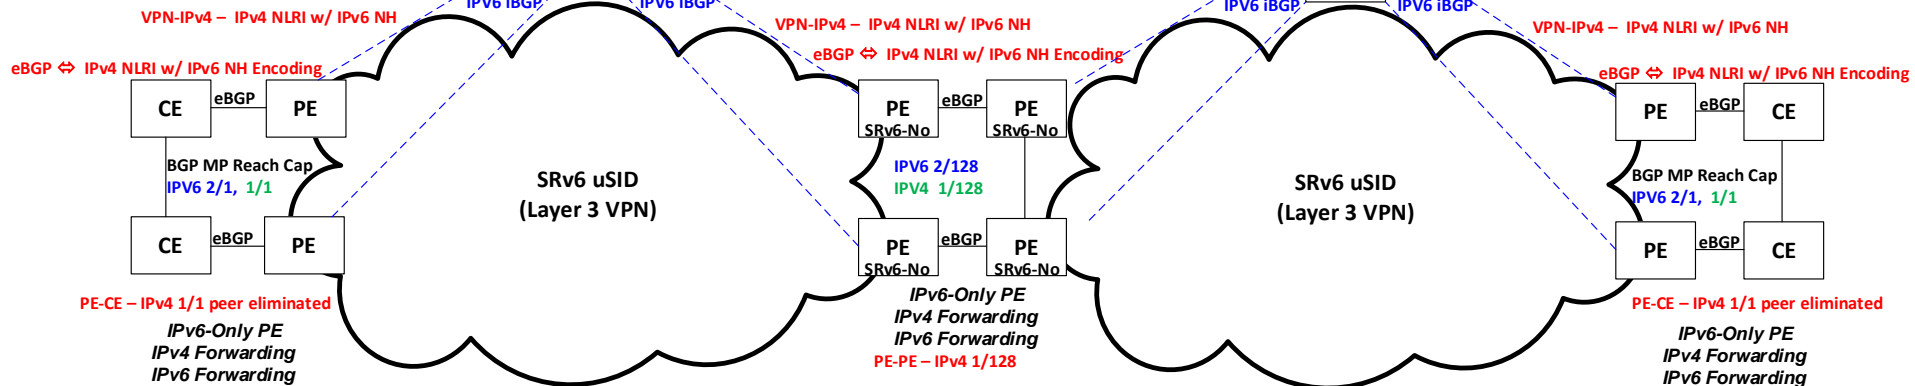 IPV6 iBGP
IPV6 iBGP
IPV6 iBGP
IPV6 iBGP
VPN-IPv4 – IPv4 NLRI w/ IPv6 NH
VPN-IPv4 – IPv4 NLRI w/ IPv6 NH
VPN-IPv4 – IPv4 NLRI w/ IPv6 NH
eBGP ⇔ IPv4 NLRI w/ IPv6 NH Encoding
eBGP ⇔ IPv4 NLRI w/ IPv6 NH Encoding
eBGP ⇔ IPv4 NLRI w/ IPv6 NH Encoding
CE
eBGP
PE
PE
SRv6-No
eBGP
PE
SRv6-No
PE
eBGP
CE
BGP MP Reach Cap
IPV6 2/1, 1/1
SRv6 uSID
(Layer 3 VPN)
IPV6 2/128
IPV4 1/128
SRv6 uSID
(Layer 3 VPN)
BGP MP Reach Cap
IPV6 2/1, 1/1
CE
eBGP
PE
PE
SRv6-No
eBGP
PE
SRv6-No
PE
eBGP
CE
PE-CE – IPv4 1/1 peer eliminated
IPv6-Only PE
IPv4 Forwarding
IPv6 Forwarding
IPv6-Only PE
IPv4 Forwarding
IPv6 Forwarding
PE-PE – IPv4 1/128
PE-CE – IPv4 1/1 peer eliminated
IPv6-Only PE
IPv4 Forwarding
IPv6 Forwarding